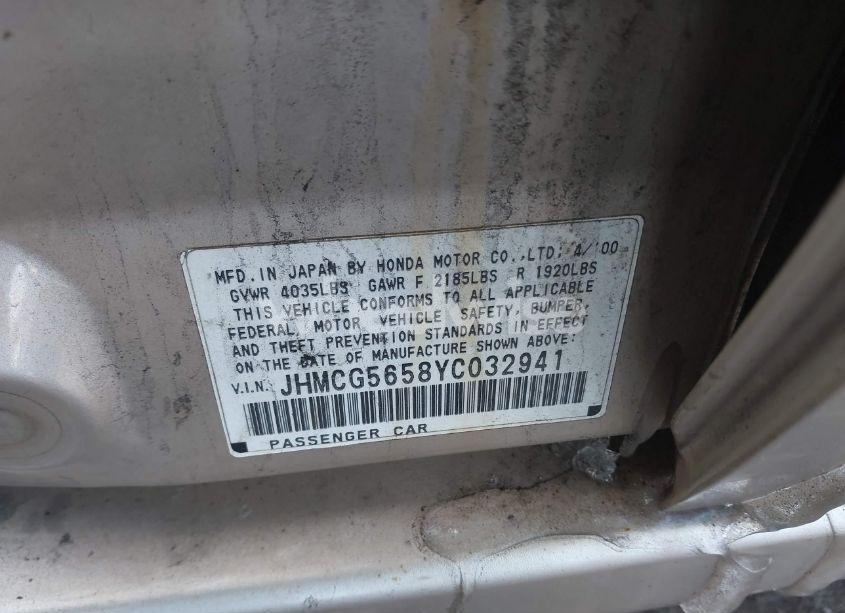 MFD. IN JAPAN BY HONDA MOTOR CO.,LTD; 4/'00
GVWR 4035LBS GAWR F 2185LBS R 1920LBS
THIS VEHICLE CONFORMS TO ALL APPLICABLE
FEDERAL MOTOR VEHICLE SAFETY, BUMPER,
AND THEFT PREVENTION STANDARDS IN EFFECT
ON THE DATE OF MANUFACTURE SHOWN ABOVE:
V.I.N. JHMCG5658YC032941
PASSENGER CAR